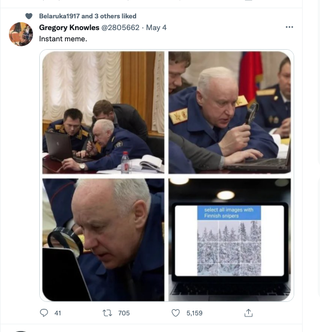 Belaruka1917 and 3 others liked
Gregory Knowles @2805662 · May 4
Instant meme.
select all images with
Finnish snipers
41
705
5,159